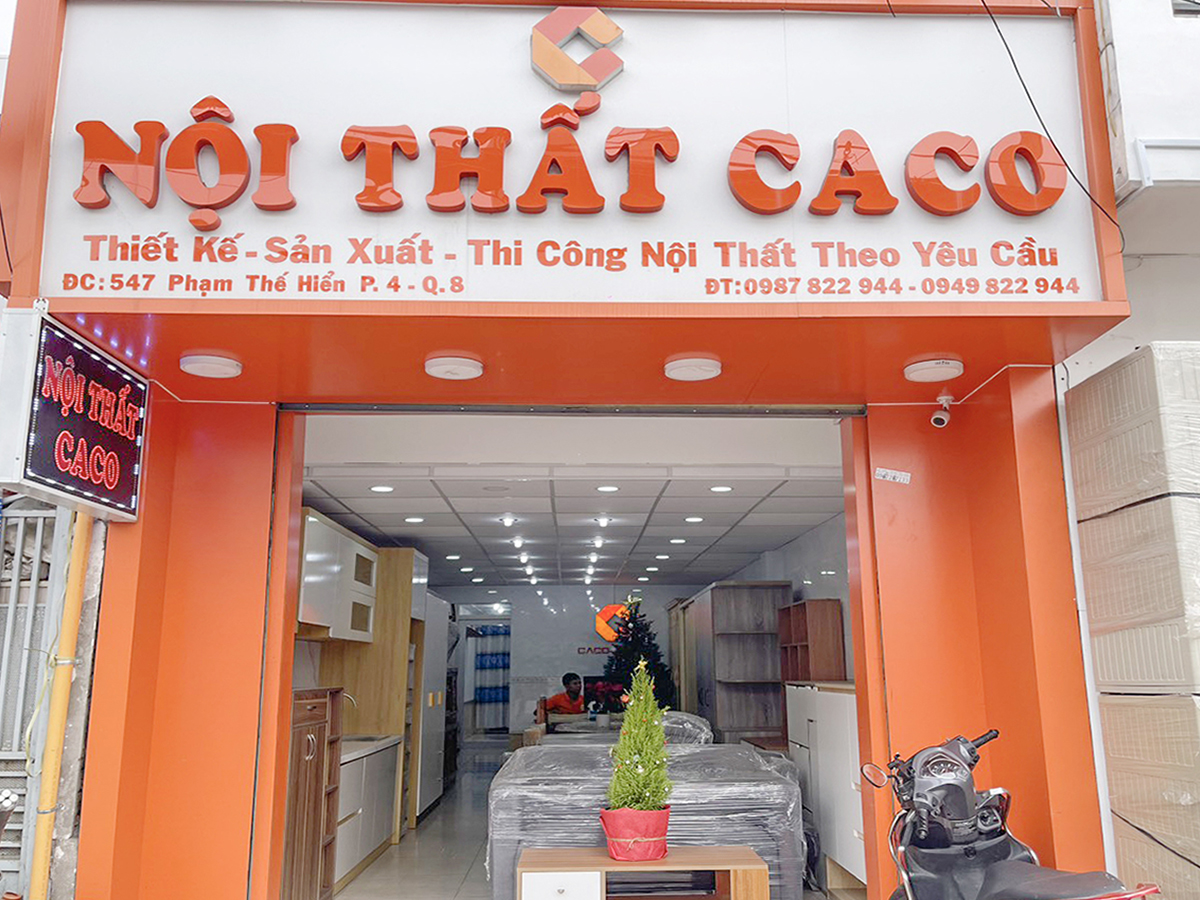 NỘI THẤT CACO
Thiết Kế - Sản Xuất - Thi Công Nội Thất Theo Yêu Cầu
ĐC: 547 Phạm Thế Hiển P. 4 - Q. 8
ĐT: 0987 822 944 - 0949 822 944
NỘI THẤT
CACO
CACO